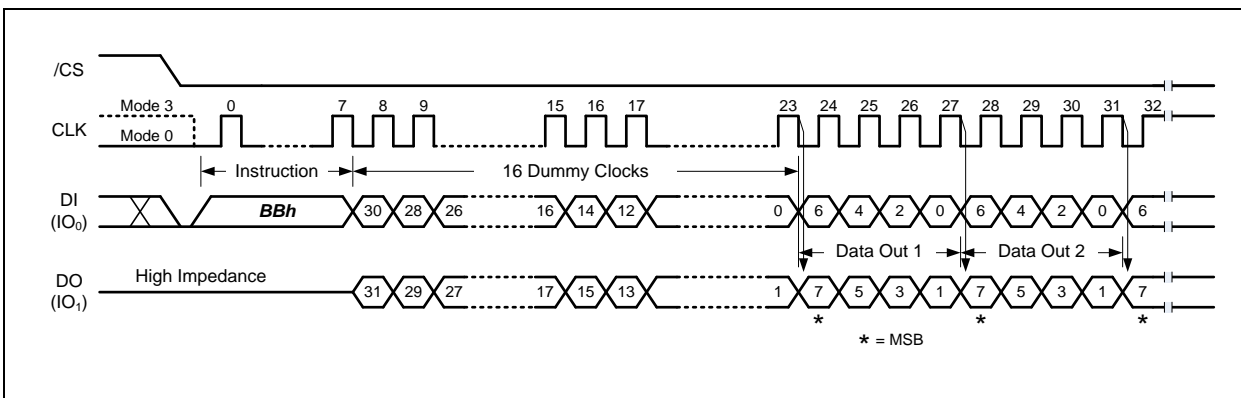 /CS
Mode 3 0 7 8 9 15 16 17 23 24 25 26 27 28 29 30 31 32
CLK
Mode 0
Instruction 16 Dummy Clocks
DI
(IO0)
BBh 30 28 26 16 14 12 0 6 4 2 0 6 4 2 0 6
Data Out 1 Data Out 2
High Impedance
DO
(IO1)
31 29 27 17 15 13 1 7 5 3 1 7 5 3 1 7
* * *
* = MSB